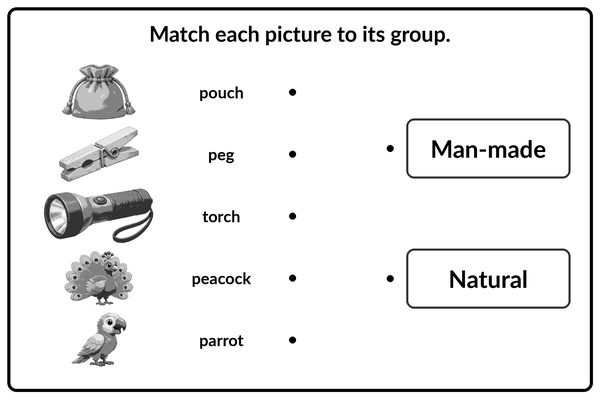 Match each picture to its group.
pouch
peg
Man-made
torch
peacock
Natural
parrot